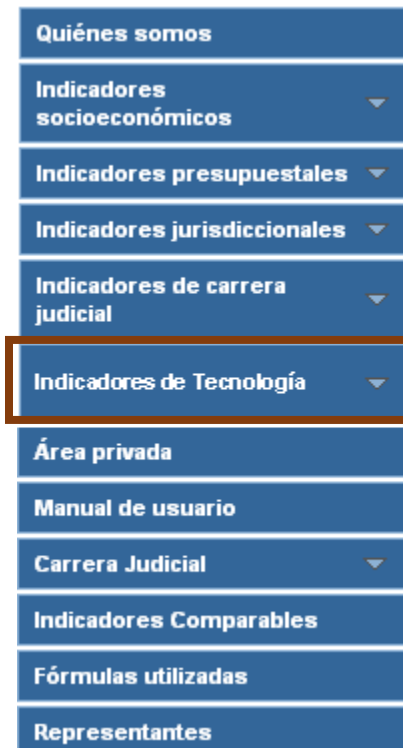 Quiénes somos
Indicadores
socioeconómicos
Indicadores presupuestales
Indicadores jurisdiccionales
Indicadores de carrera
judicial
Indicadores de Tecnología
Área privada
Manual de usuario
Carrera Judicial
Indicadores Comparables
Fórmulas utilizadas
Representantes